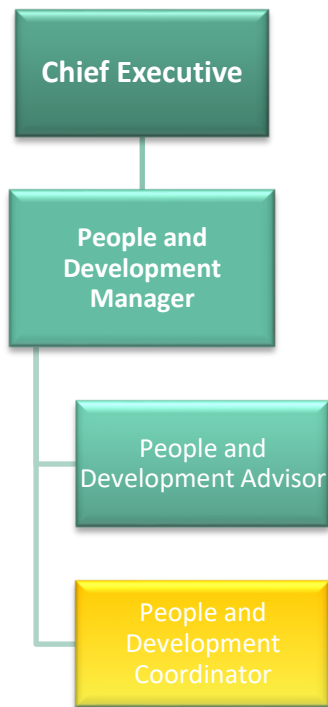 Chief Executive
People and
Development
Manager
People and
Development Advisor
People and
Development
Coordinator